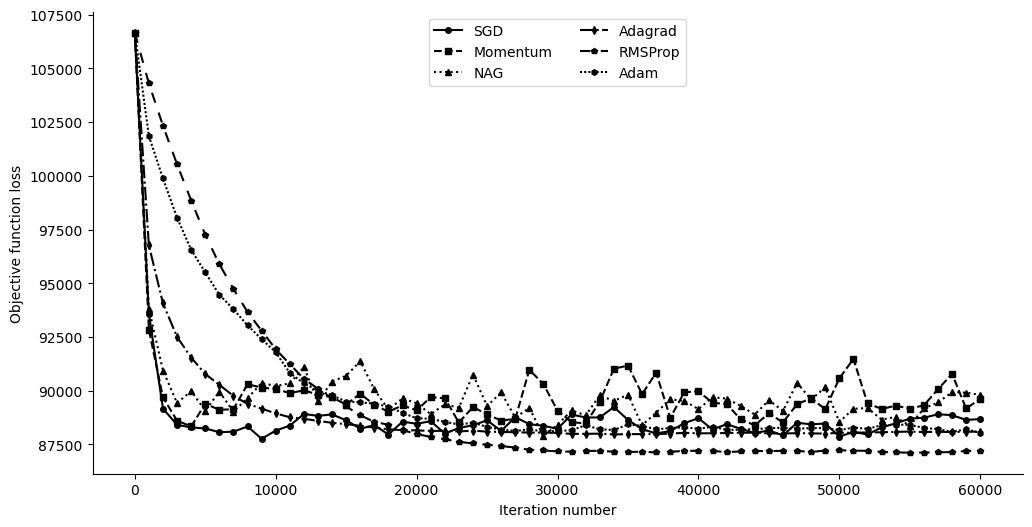 107500
105000
102500
100000
97500
95000
92500
90000
87500
Objective function loss
SGD
Momentum
NAG
Adagrad
RMSProp
Adam
0
10000
20000
30000
40000
50000
60000
Iteration number